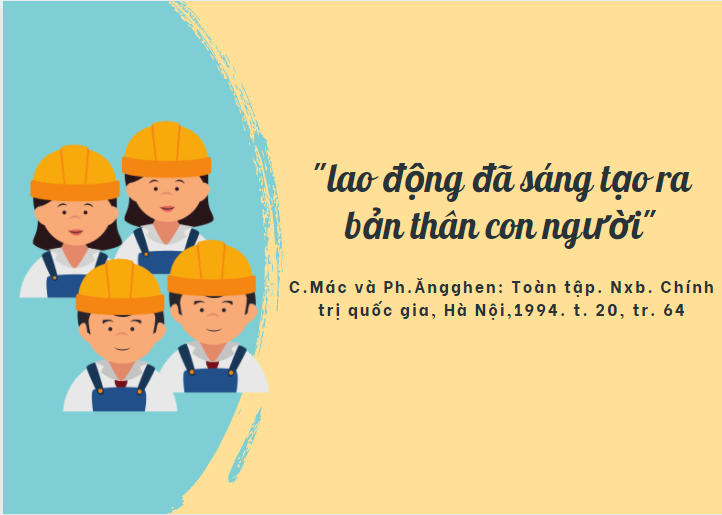 "lao động đã sáng tạo ra
bản thân con người"
C.Mác và Ph.Ăngghen: Toàn tập. Nxb. Chính
trị quốc gia, Hà Nội,1994. t. 20, tr. 64